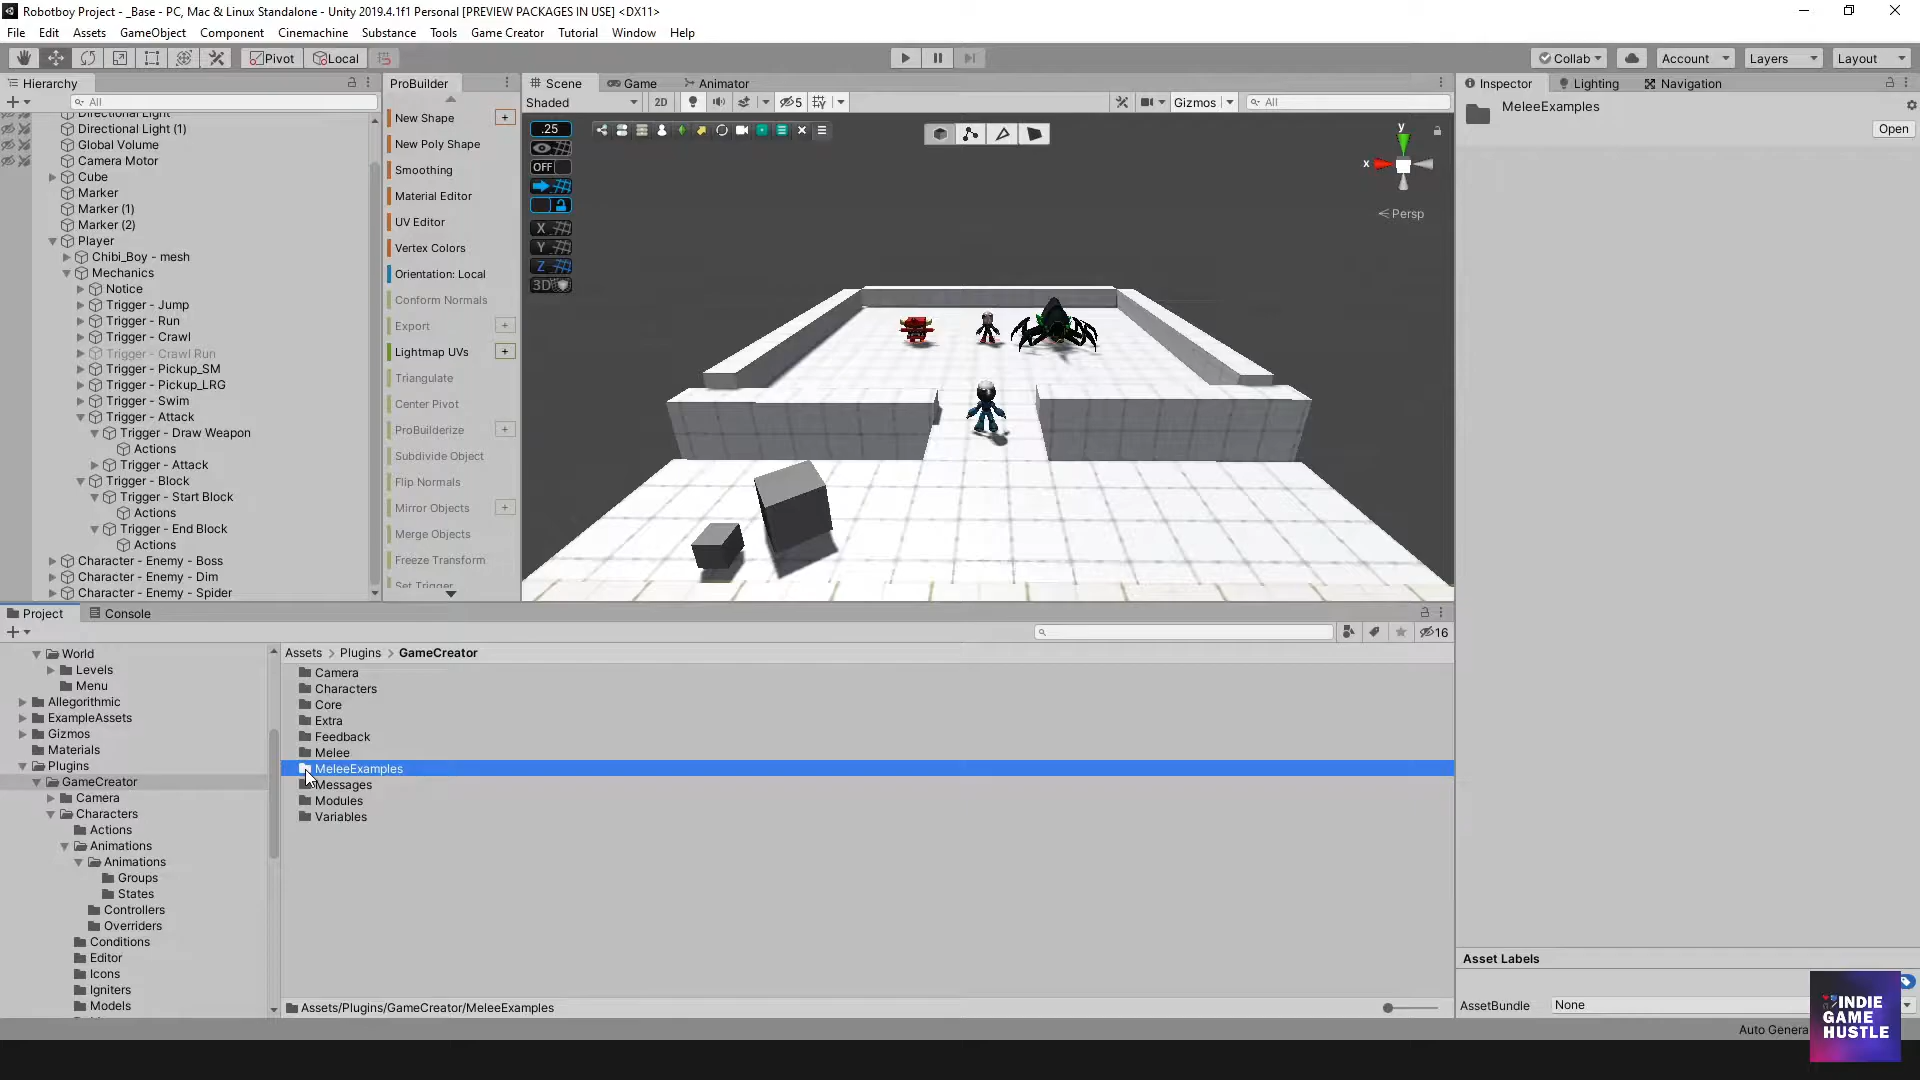 Robotboy Project - _Base - PC, Mac & Linux Standalone - Unity 2019.4.1f1 Personal [PREVIEW PACKAGES IN USE] <DX11>
File Edit Assets GameObject Component Cinemachine Substance Tools Game Creator Tutorial Window Help
Pivot Local Collab Account Layers Layout
Hierarchy
All
Directional Light
Directional Light (1)
Global Volume
Camera Motor
Cube
Marker
Marker (1)
Marker (2)
Player
Chibi_Boy - mesh
Mechanics
Notice
Trigger - Jump
Trigger - Run
Trigger - Crawl
Trigger - Crawl Run
Trigger - Pickup_SM
Trigger - Pickup_LRG
Trigger - Swim
Trigger - Attack
Trigger - Draw Weapon
Actions
Trigger - Attack
Trigger - Block
Trigger - Start Block
Actions
Trigger - End Block
Actions
Character - Enemy - Boss
Character - Enemy - Dim
Character - Enemy - Spider
ProBuilder
New Shape
New Poly Shape
Smoothing
Material Editor
UV Editor
Vertex Colors
Orientation: Local
Conform Normals
Export
Lightmap UVs
Triangulate
Center Pivot
ProBuilderize
Subdivide Object
Flip Normals
Mirror Objects
Merge Objects
Freeze Transform
Set Trigger
Scene Game Animator
Shaded 2D 5 Gizmos All
.25
OFF
X
Y
Z
3D
y
x
Persp
Inspector Lighting Navigation
MeleeExamples
Open
Project Console
16
World
Levels
Menu
Allegorithmic
ExampleAssets
Gizmos
Materials
Plugins
GameCreator
Camera
Characters
Actions
Animations
Animations
Groups
States
Controllers
Overriders
Conditions
Editor
Icons
Igniters
Models
Assets > Plugins > GameCreator
Camera
Characters
Core
Extra
Feedback
Melee
MeleeExamples
Messages
Modules
Variables
Assets/Plugins/GameCreator/MeleeExamples
Asset Labels
AssetBundle None
Auto Genera
INDIE
GAME
HUSTLE